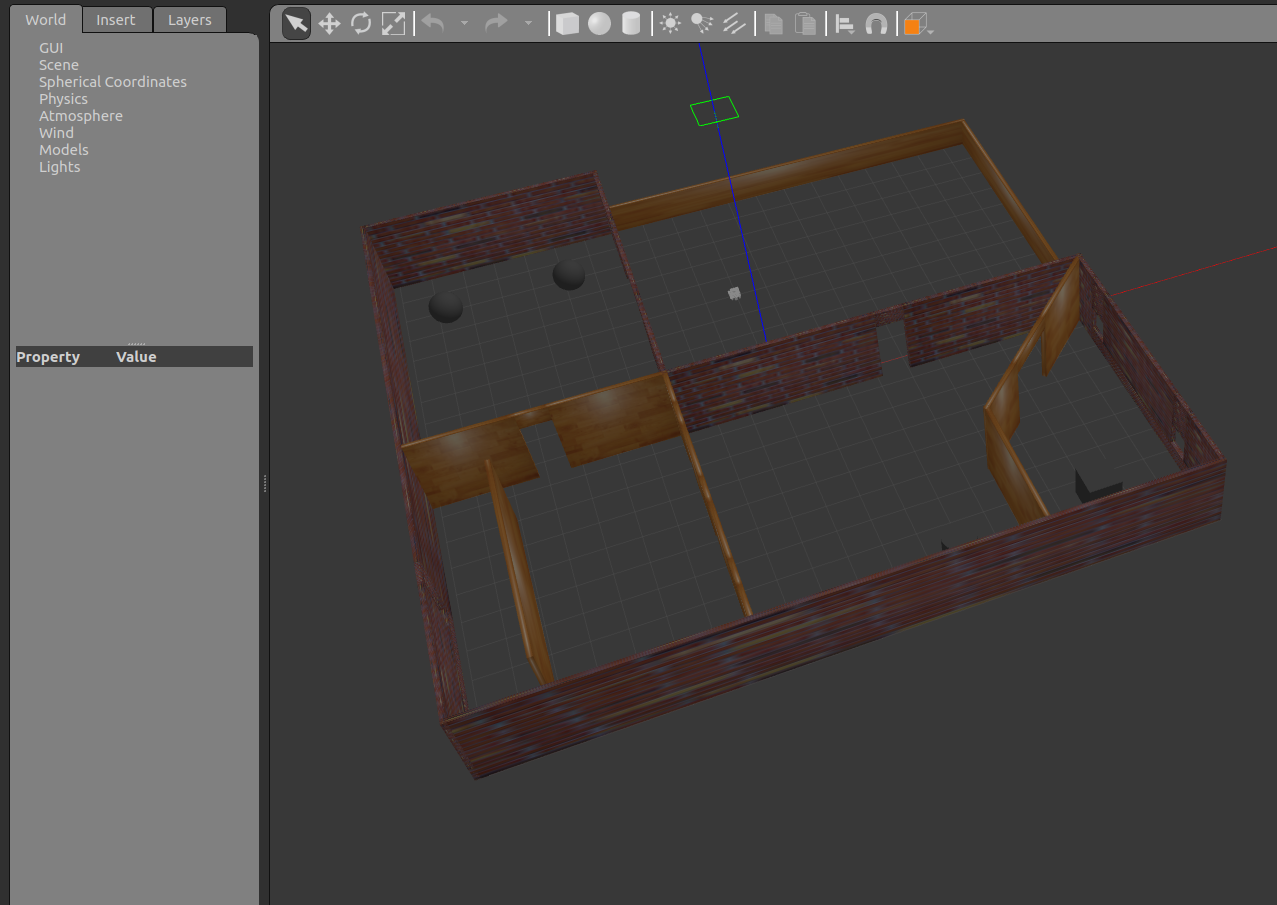 World Insert Layers
GUI
Scene
Spherical Coordinates
Physics
Atmosphere
Wind
Models
Lights
Property Value